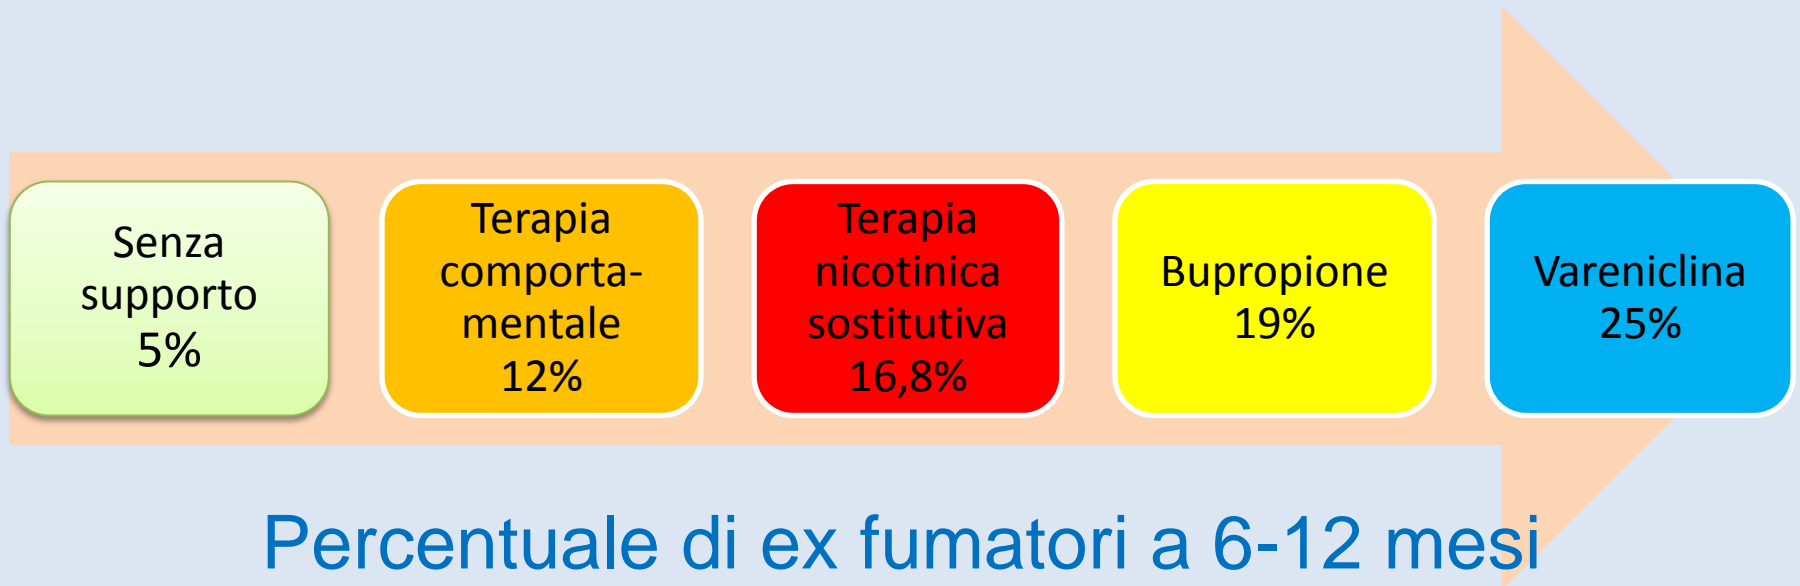 Senza
supporto
5%
Terapia
comporta-
mentale
12%
Terapia
nicotinica
sostitutiva
16,8%
Bupropione
19%
Vareniclina
25%
Percentuale di ex fumatori a 6-12 mesi